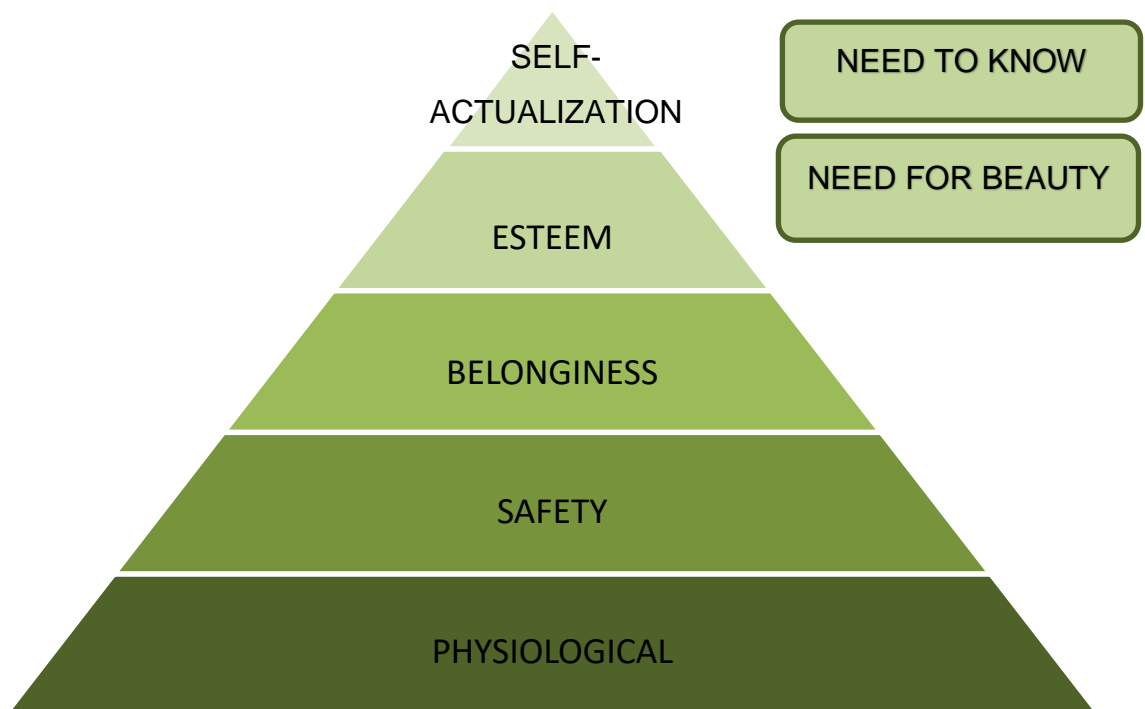 SELF-
ACTUALIZATION
NEED TO KNOW
NEED FOR BEAUTY
ESTEEM
BELONGINESS
SAFETY
PHYSIOLOGICAL